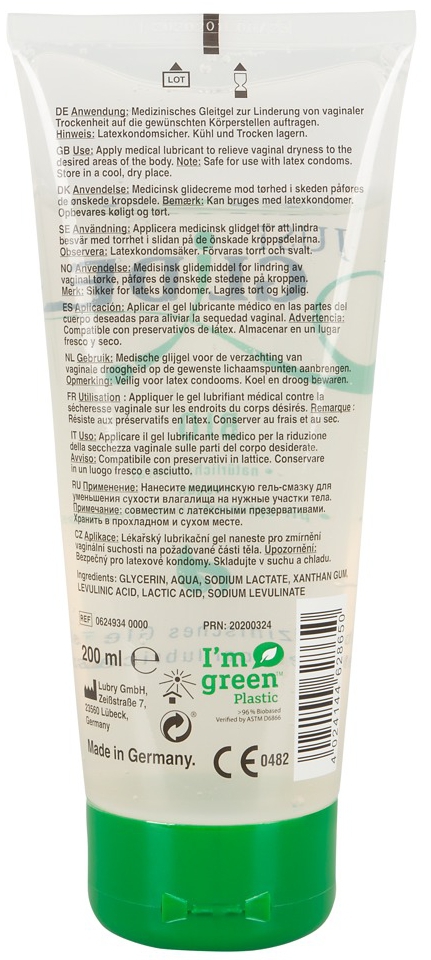 LOT
DE Anwendung: Medizinisches Gleitgel zur Linderung von vaginaler
Trockenheit auf die gewünschten Körperstellen auftragen.
Hinweis: Latexkondomsicher. Kühl und Trocken lagern.
GB Use: Apply medical lubricant to relieve vaginal dryness to the
desired areas of the body. Note: Safe for use with latex condoms.
Store in a cool, dry place.
DK Anvendelse: Medicinsk glidecreme mod tørhed i skeden påføres
de ønskede kropsdele. Bemærk: Kan bruges med latexkondomer.
Opbevares køligt og tørt.
SE Användning: Applicera medicinsk glidgel för att lindra
besvär med torrhet i slidan på de önskade kroppsdelarna.
Observera: Latexkondomsäker. Förvaras torrt och svalt.
NO Anvendelse: Medisinsk glidemiddel for lindring av
vaginal tørke, påføres de ønskede stedene på kroppen.
Merk: Sikker for lateks kondomer. Lagres tørt og kjølig.
ES Aplicación: Aplicar el gel lubricante médico en las partes del
cuerpo deseadas para aliviar la sequedad vaginal. Advertencia:
Compatible con preservativos de látex. Almacenar en un lugar
fresco y seco.
NL Gebruik: Medische glijgel voor de verzachting van
vaginale droogheid op de gewenste lichaamspunten aanbrengen.
Opmerking: Veilig voor latex condooms. Koel en droog bewaren.
FR Utilisation : Appliquer le gel lubrifiant médical contre la
sécheresse vaginale sur les endroits du corps désirés. Remarque :
Résiste aux préservatifs en latex. Conserver au frais et au sec.
IT Uso: Applicare il gel lubrificante medico per la riduzione
della secchezza vaginale sulle parti del corpo desiderate.
Avviso: Compatibile con preservativi in lattice. Conservare
in un luogo fresco e asciutto.
RU Применение: Нанесите медицинскую гель-смазку для
уменьшения сухости влагалища на нужные участки тела.
Примечание: совместим с латексными презервативами.
Хранить в прохладном и сухом месте.
CZ Aplikace: Lékařský lubrikační gel naneste pro zmírnění
vaginální suchosti na požadované části těla. Upozornění:
Bezpečný pro latexové kondomy. Skladujte v suchu a chladu.
Ingredients: GLYCERIN, AQUA, SODIUM LACTATE, XANTHAN GUM,
LEVULINIC ACID, LACTIC ACID, SODIUM LEVULINATE
REF 0624934 0000
PRN: 20200324
200 ml ℮
Lubry GmbH,
Zeißstraße 7,
23560 Lübeck,
Germany
I'm
green™
Plastic
>96 % Biobased
Verified by ASTM D6866
Made in Germany.
CE 0482
4024144628650